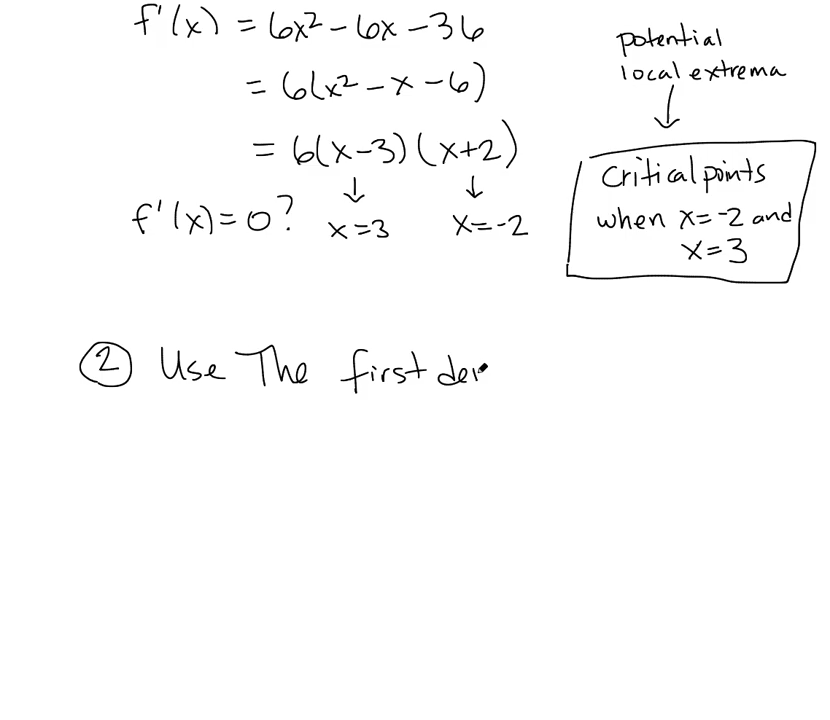 f'(x) = 6x² - 6x - 36
= 6(x² - x - 6)
= 6(x-3)(x+2)
↓ ↓
f'(x) = 0? x=3 x=-2
potential
local extrema
↓
Critical points
when x=-2 and
x=3
② Use The first der